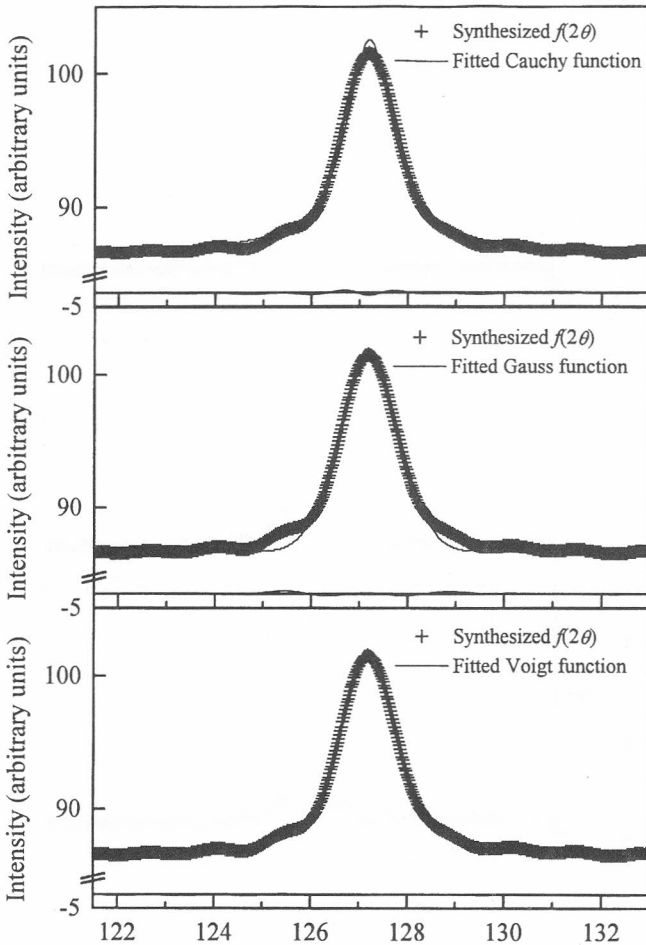 + Synthesized f(2θ)
Fitted Cauchy function
Intensity (arbitrary units)
100
90
-5
+ Synthesized f(2θ)
Fitted Gauss function
Intensity (arbitrary units)
100
90
-5
+ Synthesized f(2θ)
Fitted Voigt function
Intensity (arbitrary units)
100
90
-5
122 124 126 128 130 132